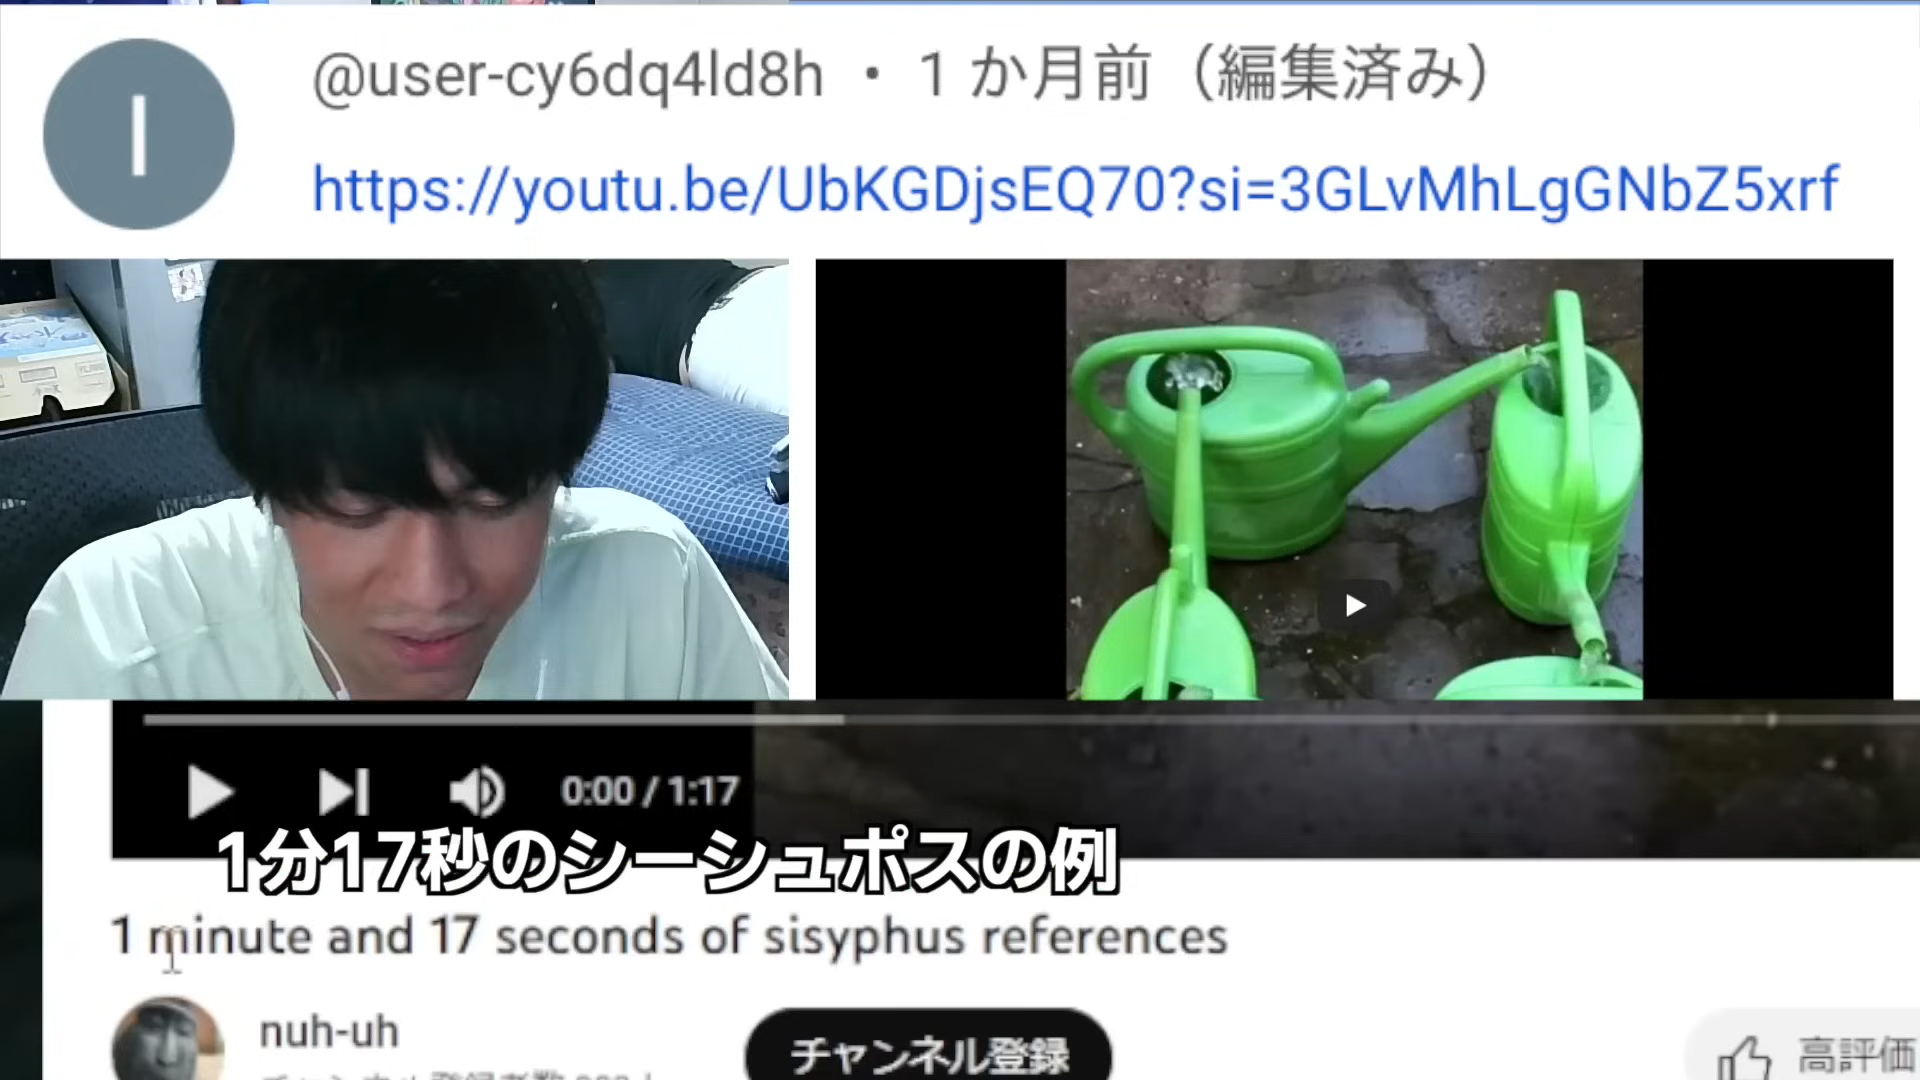 @user-cy6dq4ld8h・1 か月前（編集済み）
https://youtu.be/UbKGDjsEQ70?si=3GLvMhLgGNbZ5xrf
0:00 / 1:17
1分17秒のシーシュポスの例
1 minute and 17 seconds of sisyphus references
nuh-uh
チャンネル登録
高評価